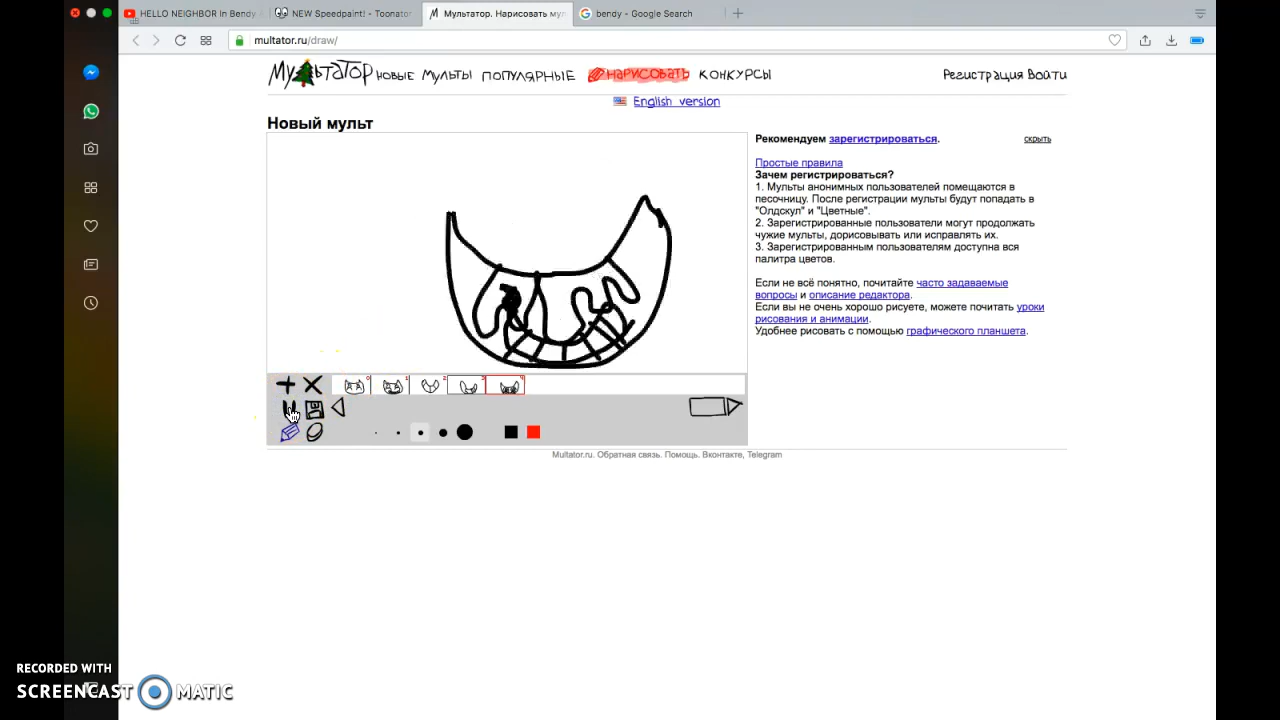 HELLO NEIGHBOR In Bendy
NEW Speedpaint! - Toonator
Мультатор. Нарисовать мул
bendy - Google Search
multator.ru/draw/
Мультатор НОВЫЕ МУЛЬТЫ ПОПУЛЯРНЫЕ НАРИСОВАТЬ КОНКУРСЫ Регистрация Войти
English version
Новый мульт
Рекомендуем зарегистрироваться. скрыть
Простые правила
Зачем регистрироваться?
1. Мульты анонимных пользователей помещаются в
песочницу. После регистрации мульты будут попадать в
"Олдскул" и "Цветные".
2. Зарегистрированные пользователи могут продолжать
чужие мульты, дорисовывать или исправлять их.
3. Зарегистрированным пользователям доступна вся
палитра цветов.
Если не всё понятно, почитайте часто задаваемые
вопросы и описание редактора.
Если вы не очень хорошо рисуете, можете почитать уроки
рисования и анимации.
Удобнее рисовать с помощью графического планшета.
0 1 2 3 4
Multator.ru. Обратная связь. Помощь. Вконтакте, Telegram
RECORDED WITH
SCREENCAST MATIC